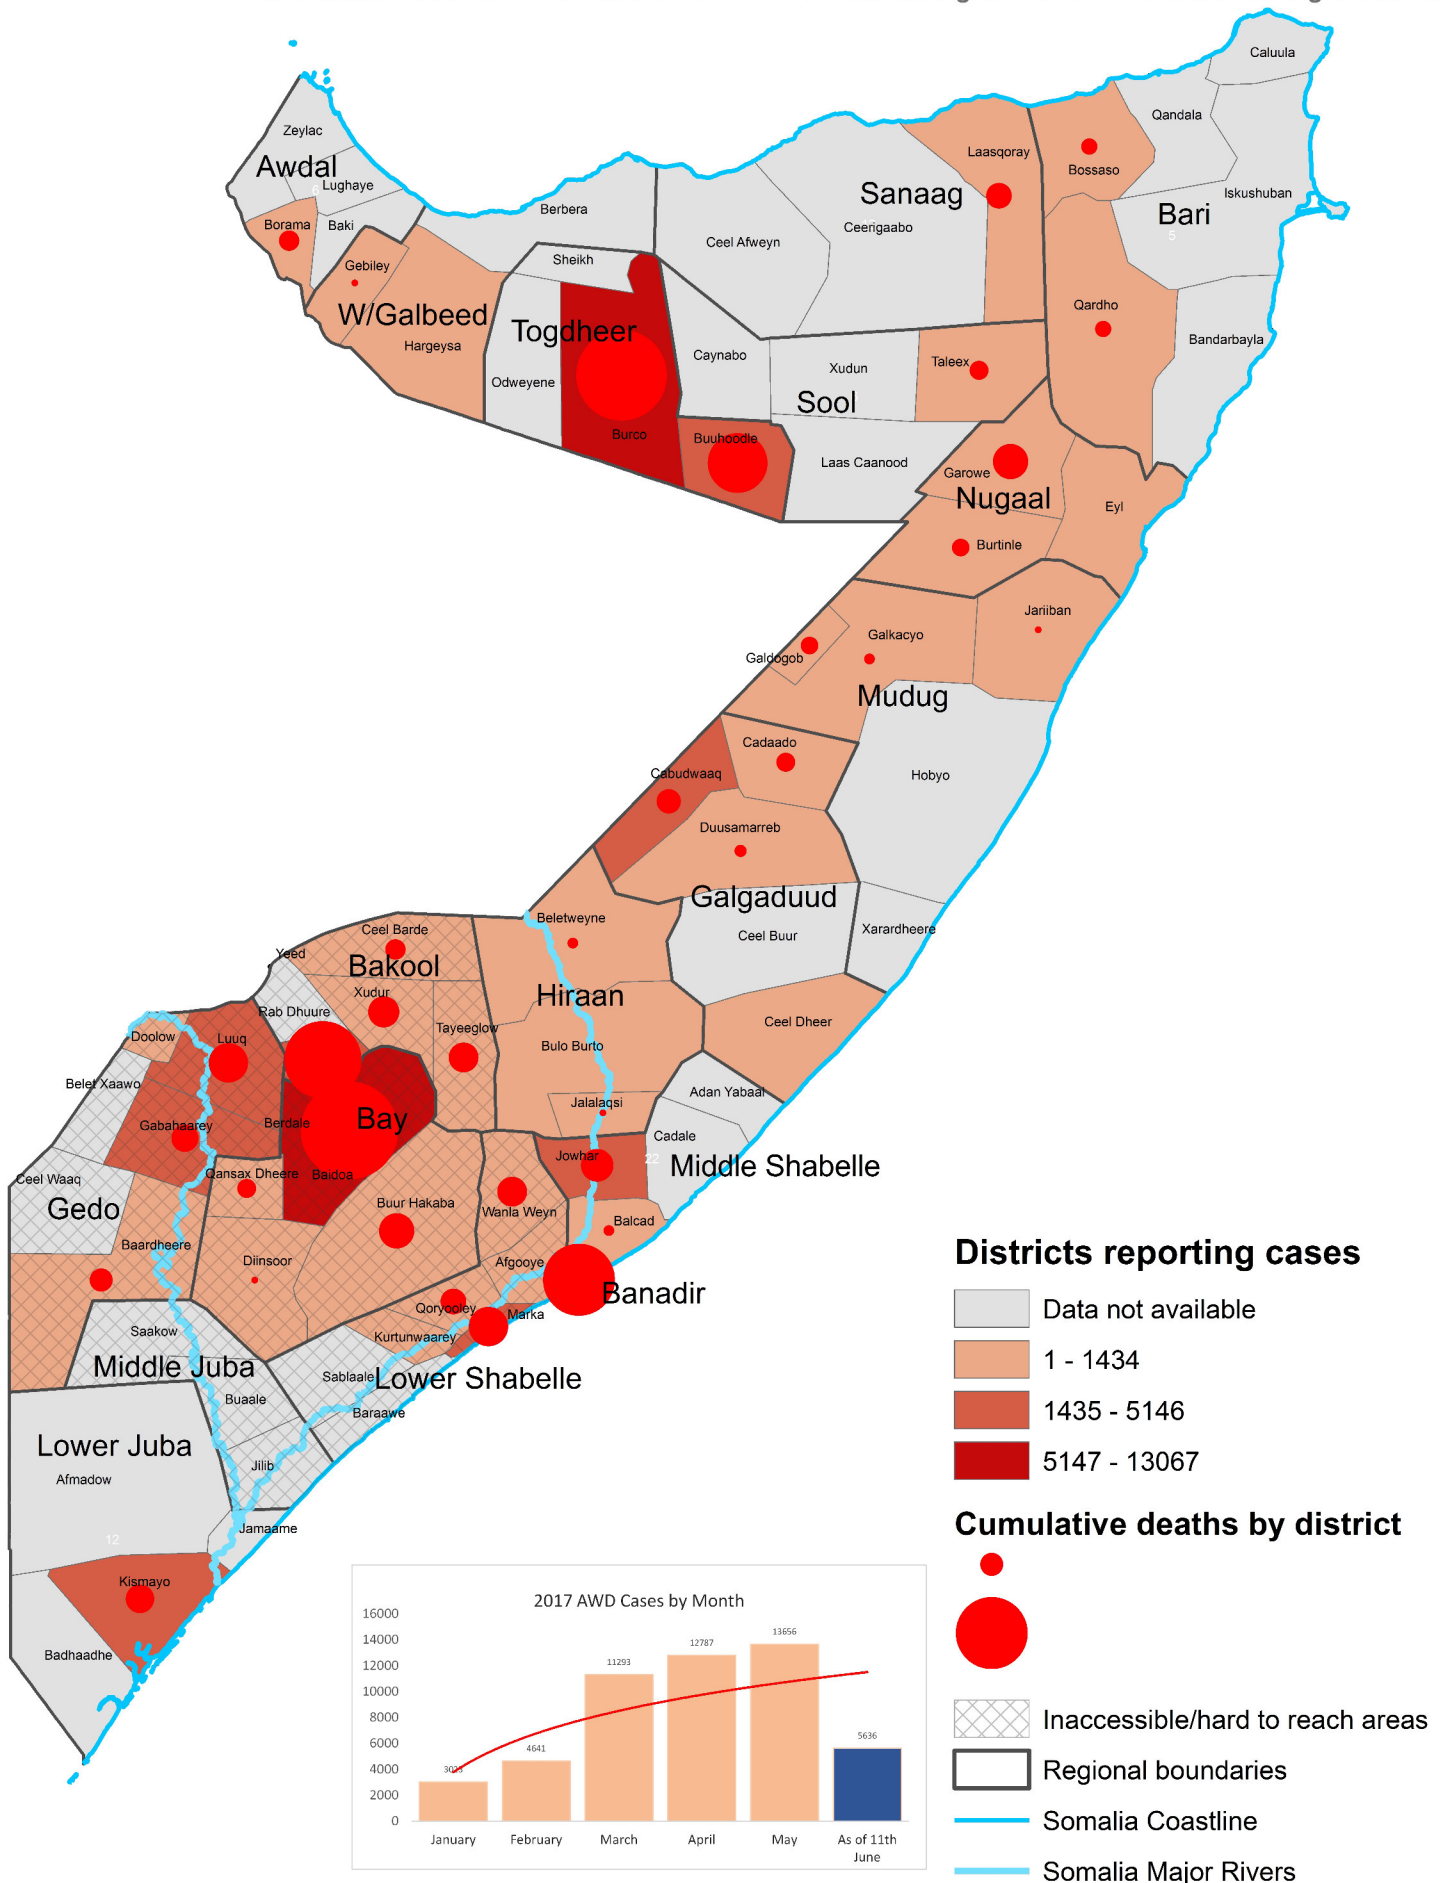 Caluula
Qandala
Zeylac
Laasqoray
Bossaso
Awdal
6
Lughaye
Sanaag
Iskushuban
Berbera
Bari
5
Borama
Baki
Ceerigaabo
Ceel Afweyn
Sheikh
Gebiley
Qardho
W/Galbeed
Togdheer
Hargeysa
Bandarbayla
Caynabo
Taleex
Xudun
Odweyene
Sool
Burco
Buuhoodle
Laas Caanood
Garowe
Nugaal
Eyl
Burtinle
Jariiban
Galkacyo
Galdogob
Mudug
Cadaado
Cabudwaaq
Hobyo
Duusamarreb
Galgaduud
Beletweyne
Ceel Barde
Ceel Buur
Xarardheere
Yeed
Bakool
Xudur
Hiraan
Rab Dhuure
Ceel Dheer
Tayeeglow
Doolow
Luuq
Bulo Burto
Belet Xaawo
Adan Yabaal
Jalalaqsi
Gabahaarey
Berdale
Bay
Cadale
Jowhar
22
Middle Shabelle
Ceel Waaq
Qansax Dheere
Baidoa
Gedo
Buur Hakaba
Wanla Weyn
Balcad
Baardheere
Diinsoor
Afgooye
Banadir
Qoryooley
Marka
Saakow
Kurtunwaarey
Middle Juba
Sablaale
Lower Shabelle
Buaale
Baraawe
Lower Juba
Afmadow
Jilib
12
Jamaame
Kismayo
Badhaadhe
Districts reporting cases
Data not available
1 - 1434
1435 - 5146
5147 - 13067
Cumulative deaths by district
Inaccessible/hard to reach areas
Regional boundaries
Somalia Coastline
Somalia Major Rivers
2017 AWD Cases by Month
16000
14000
12000
10000
8000
6000
4000
2000
0
4641
11293
12787
13656
5636
January
February
March
April
May
As of 11th
June